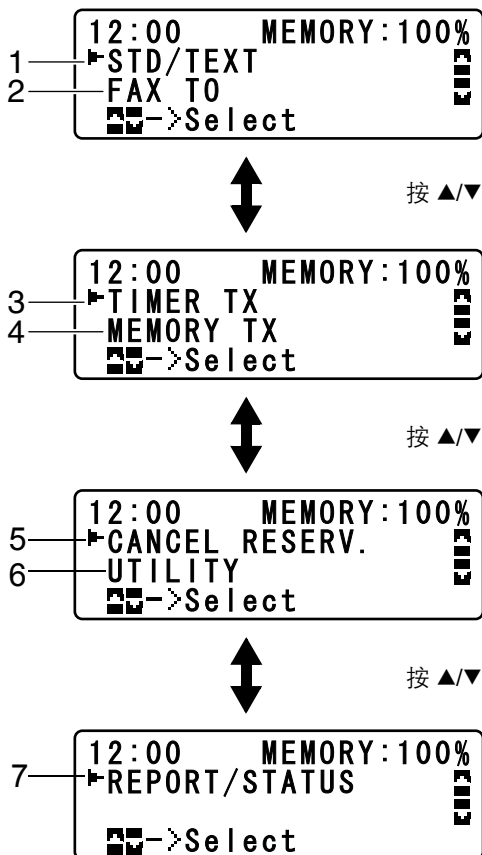 12:00 MEMORY:100%
1 STD/TEXT
2 FAX TO
▲▼->Select
按 ▲/▼
12:00 MEMORY:100%
3 TIMER TX
4 MEMORY TX
▲▼->Select
按 ▲/▼
12:00 MEMORY:100%
5 CANCEL RESERV.
6 UTILITY
▲▼->Select
按 ▲/▼
12:00 MEMORY:100%
7 REPORT/STATUS
▲▼->Select